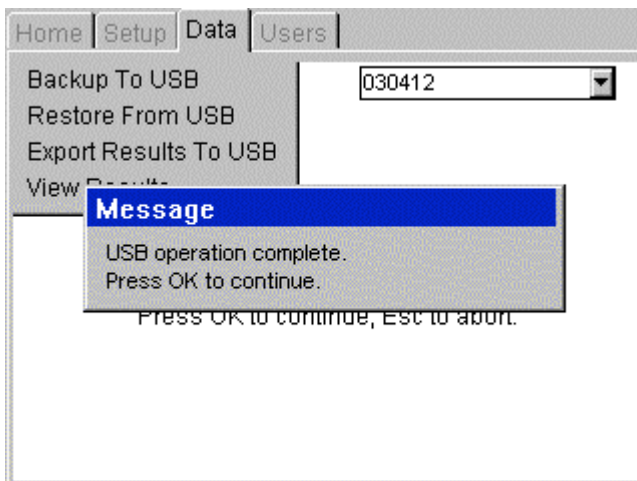 Home Setup Data Users
Backup To USB 030412
Restore From USB
Export Results To USB
View Results
Message
USB operation complete.
Press OK to continue.
Press OK to continue, Esc to abort.